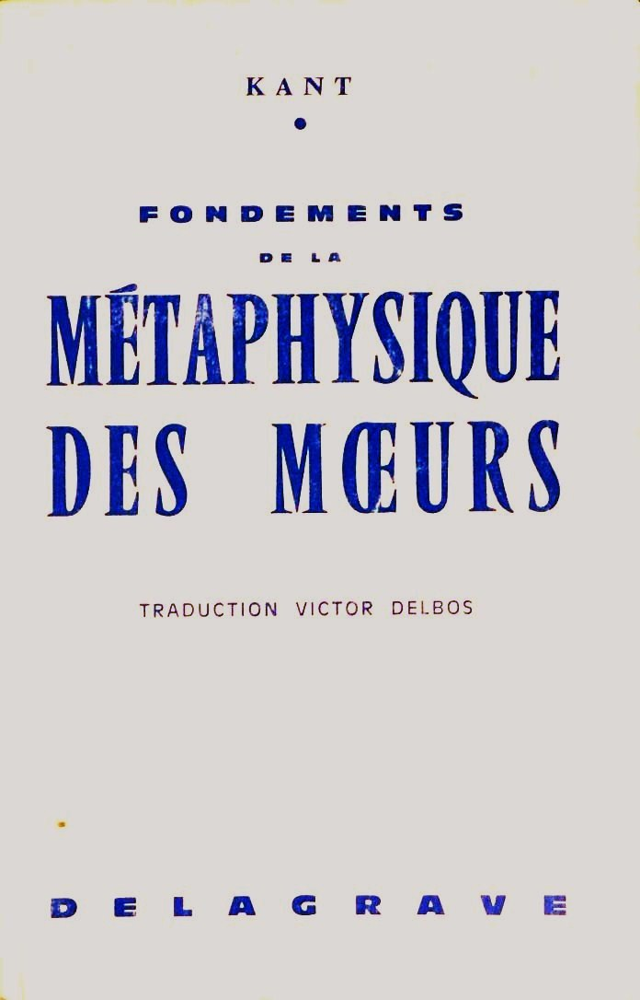 KANT
FONDEMENTS
DE LA
MÉTAPHYSIQUE
DES MŒURS
TRADUCTION VICTOR DELBOS
DELAGRAVE